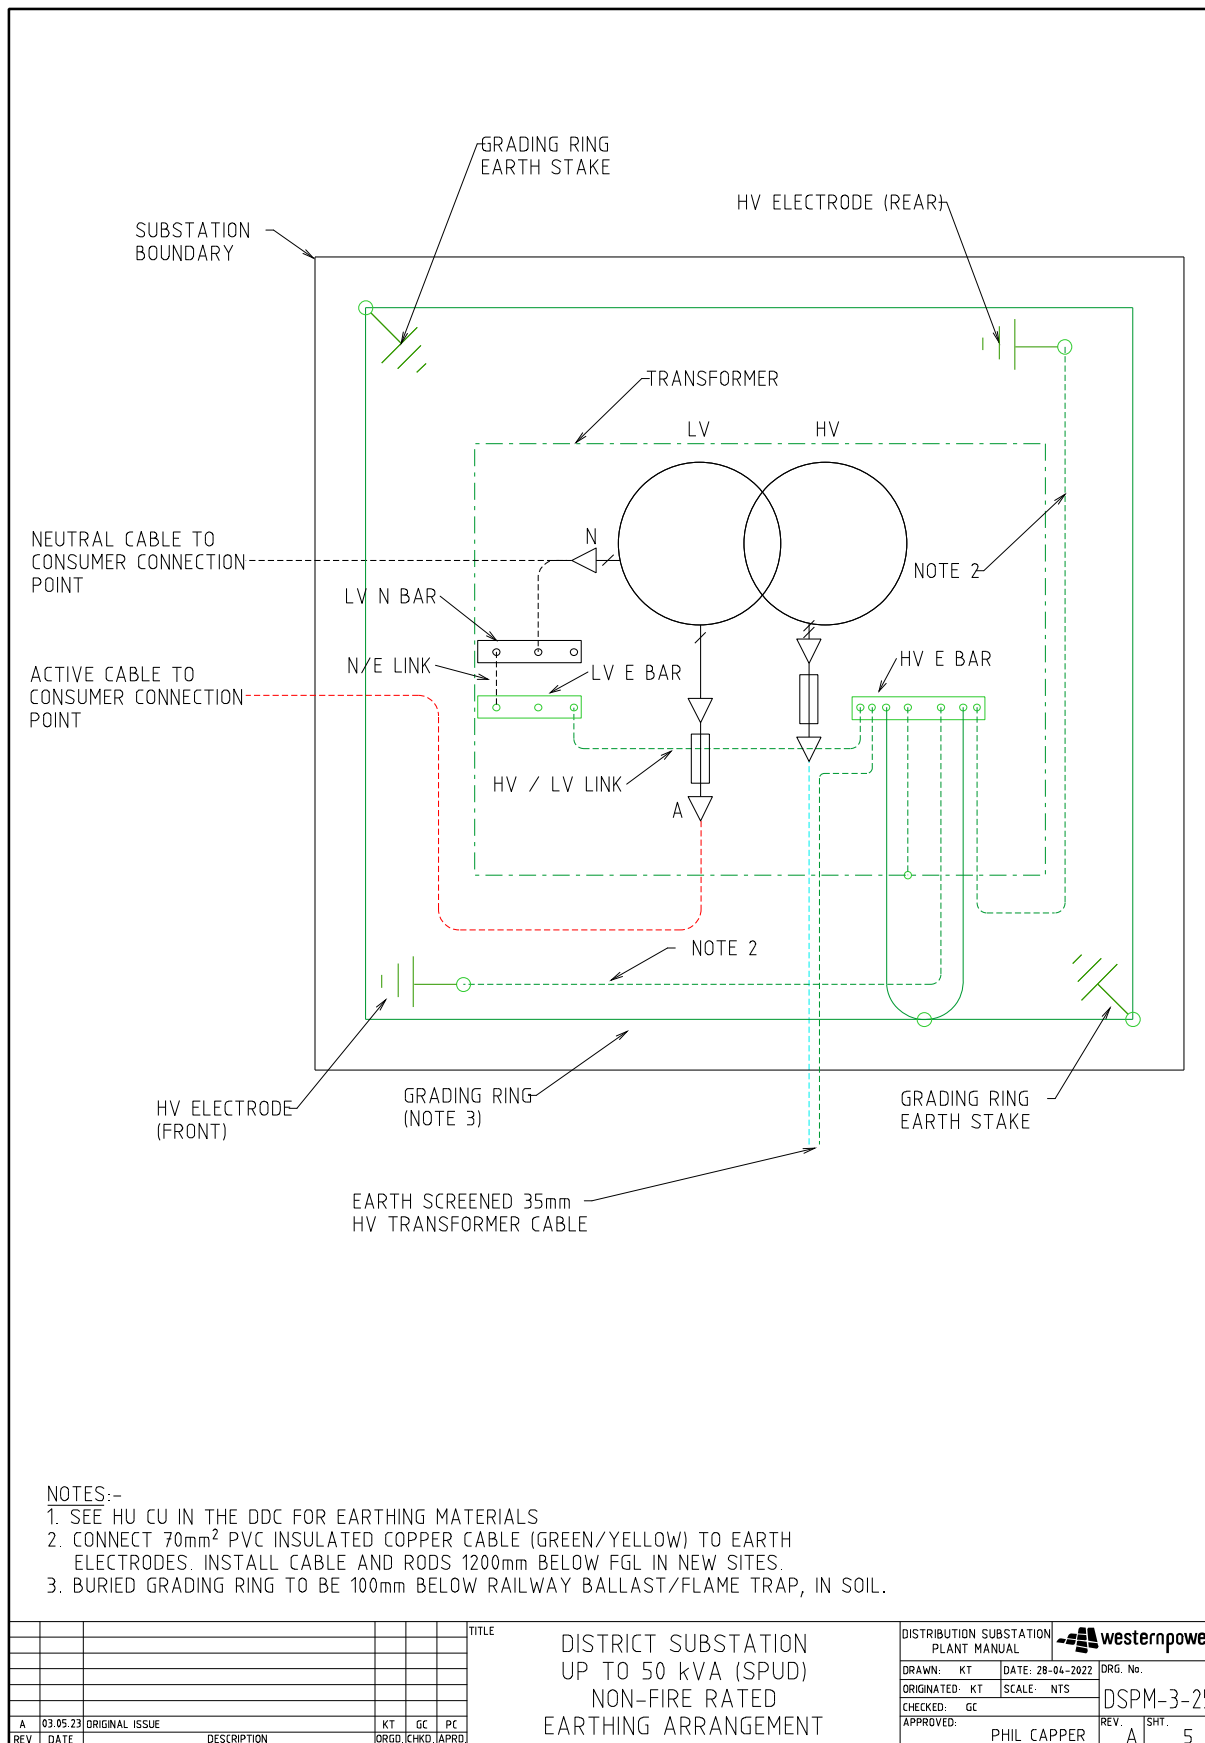 GRADING RING
EARTH STAKE
HV ELECTRODE (REAR)
SUBSTATION
BOUNDARY
TRANSFORMER
LV
HV
N
NEUTRAL CABLE TO
CONSUMER CONNECTION
POINT
NOTE 2
LV N BAR
N/E LINK
LV E BAR
HV E BAR
ACTIVE CABLE TO
CONSUMER CONNECTION
POINT
HV / LV LINK
A
NOTE 2
HV ELECTRODE
(FRONT)
GRADING RING
(NOTE 3)
GRADING RING
EARTH STAKE
EARTH SCREENED 35mm
HV TRANSFORMER CABLE
NOTES:-
1. SEE HU CU IN THE DDC FOR EARTHING MATERIALS
2. CONNECT 70mm² PVC INSULATED COPPER CABLE (GREEN/YELLOW) TO EARTH
ELECTRODES. INSTALL CABLE AND RODS 1200mm BELOW FGL IN NEW SITES.
3. BURIED GRADING RING TO BE 100mm BELOW RAILWAY BALLAST/FLAME TRAP, IN SOIL.
A 03.05.23 ORIGINAL ISSUE KT GC PC
REV DATE DESCRIPTION ORGD. CHKD. APRD.
TITLE
DISTRICT SUBSTATION
UP TO 50 kVA (SPUD)
NON-FIRE RATED
EARTHING ARRANGEMENT
DISTRIBUTION SUBSTATION
PLANT MANUAL
westernpowe
DRAWN: KT DATE: 28-04-2022 DRG. No.
ORIGINATED: KT SCALE: NTS
CHECKED: GC
DSPM-3-2
APPROVED:
PHIL CAPPER
REV. A SHT. 5